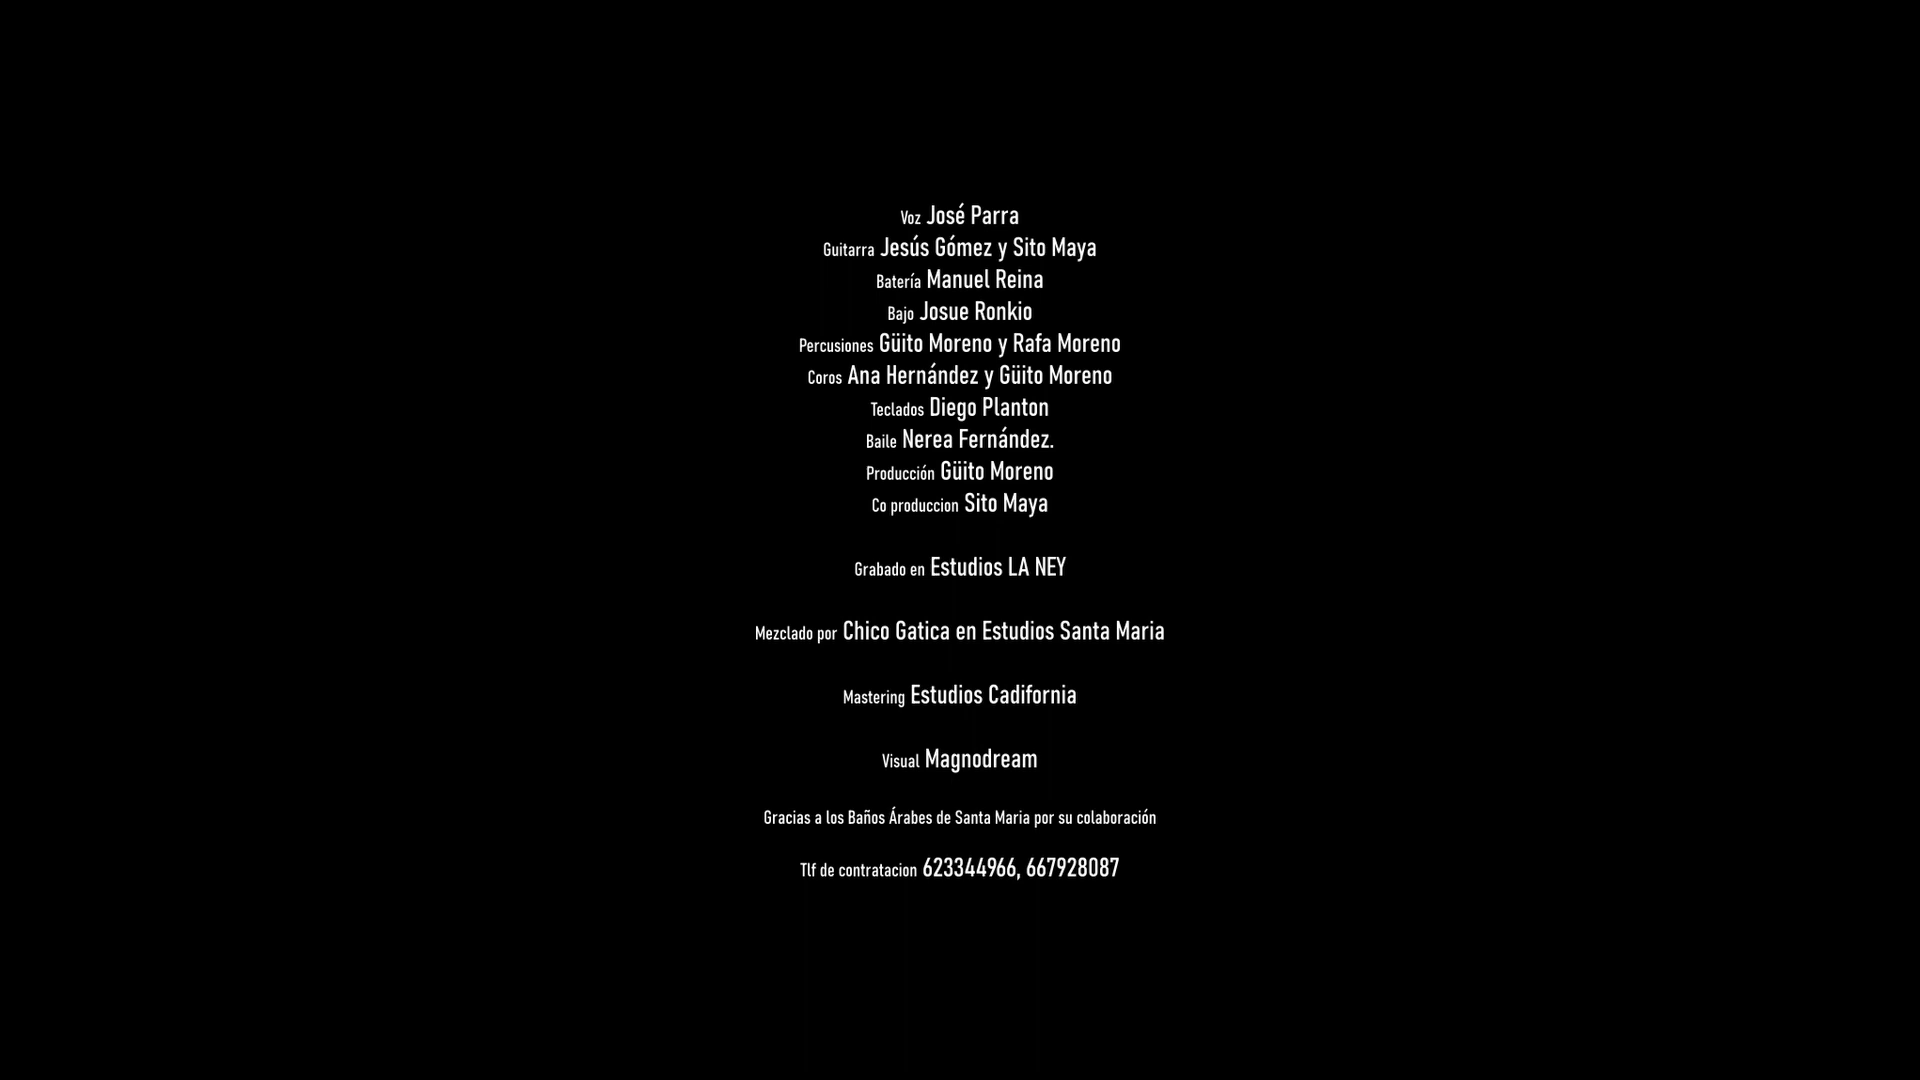 Voz José Parra
Guitarra Jesús Gómez y Sito Maya
Batería Manuel Reina
Bajo Josue Ronkio
Percusiones Güito Moreno y Rafa Moreno
Coros Ana Hernández y Güito Moreno
Teclados Diego Planton
Baile Nerea Fernández.
Producción Güito Moreno
Co produccion Sito Maya
Grabado en Estudios LA NEY
Mezclado por Chico Gatica en Estudios Santa Maria
Mastering Estudios Cadifornia
Visual Magnodream
Gracias a los Baños Árabes de Santa Maria por su colaboración
Tlf de contratacion 623344966, 667928087